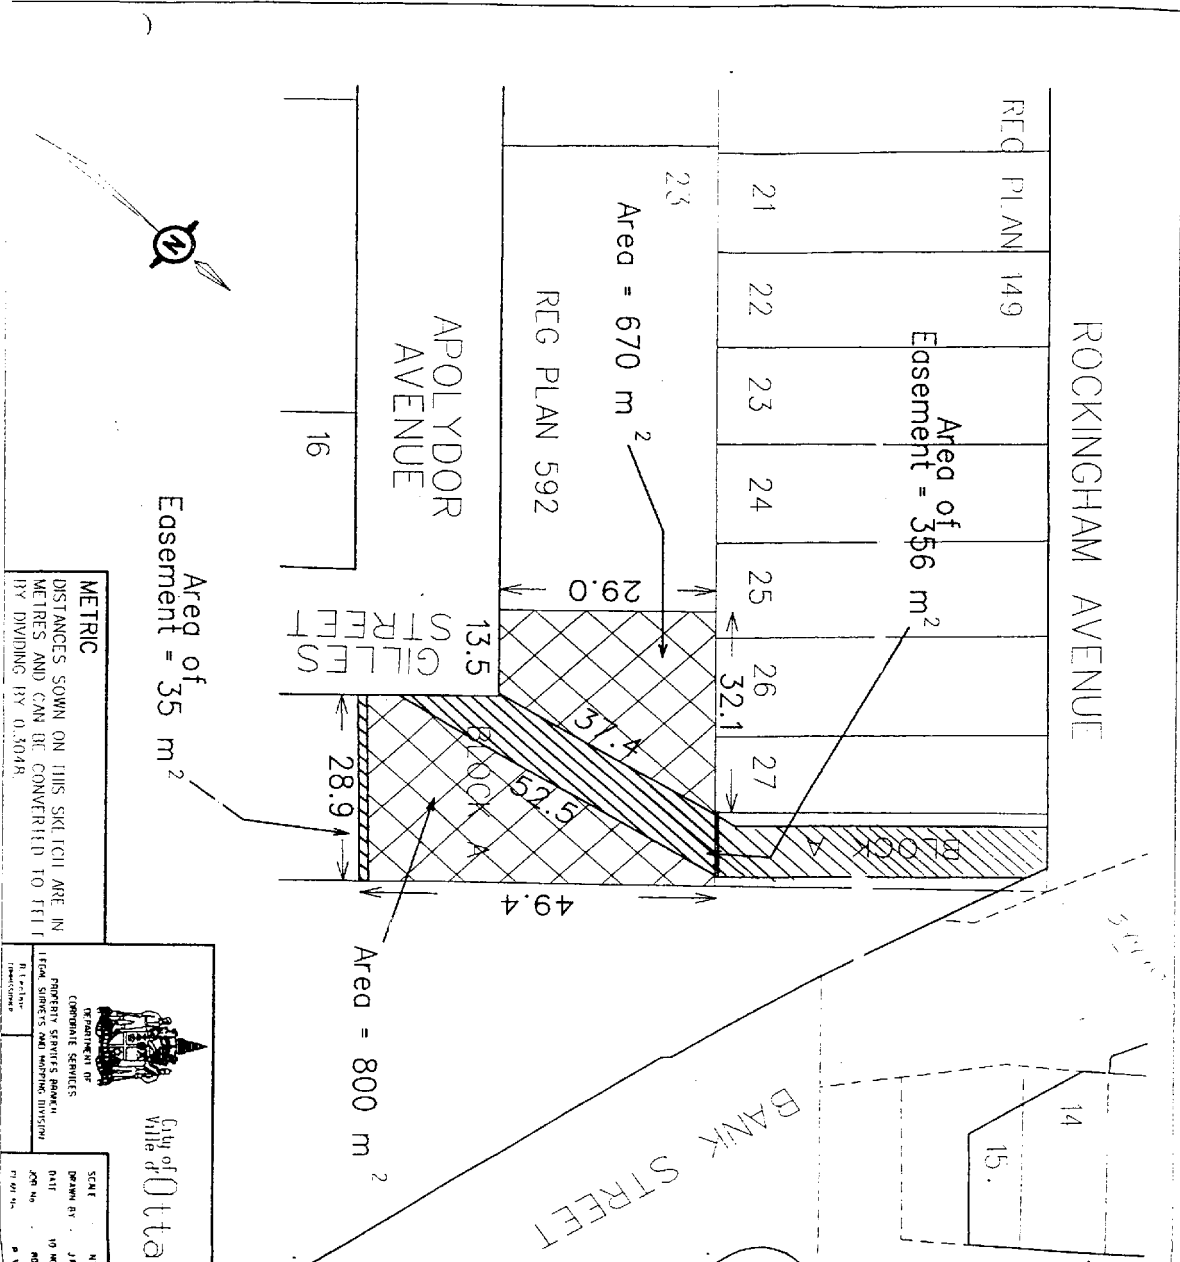 ROCKINGHAM AVENUE
REG PLAN 149
21
22
23
24
25
26
27
32.1
Area of
Easement = 356 m²
BLOCK A
23
Area = 670 m²
REG PLAN 592
29.0
APOLYDOR
AVENUE
13.5
GILLES
STREET
37.4
52.5
BLOCK A
49.4
28.9
16
Area of
Easement = 35 m²
Area = 800 m²
BANK STREET
14
15.
N
METRIC
DISTANCES SOWN ON THIS SKETCH ARE IN
METRES AND CAN BE CONVERTED TO FEET
BY DIVIDING BY 0.3048
DEPARTMENT OF
CORPORATE SERVICES
PROPERTY SERVICES BRANCH
LEGAL SURVEYS AND MAPPING DIVISION
COMMISSIONER
City of
Ville d'Otta
SCALE
DRAWN BY
DATE
JOB No